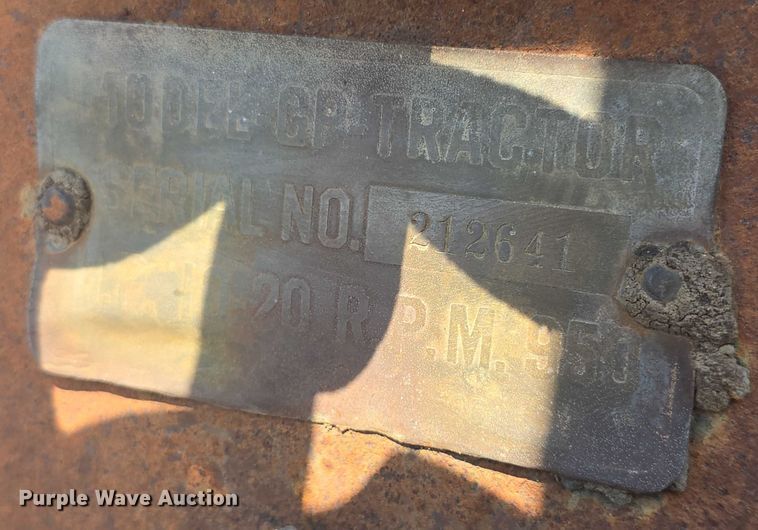 MODEL GP-TRACTOR
SERIAL NO. 212641
10-20 R.P.M. 950
Purple Wave Auction